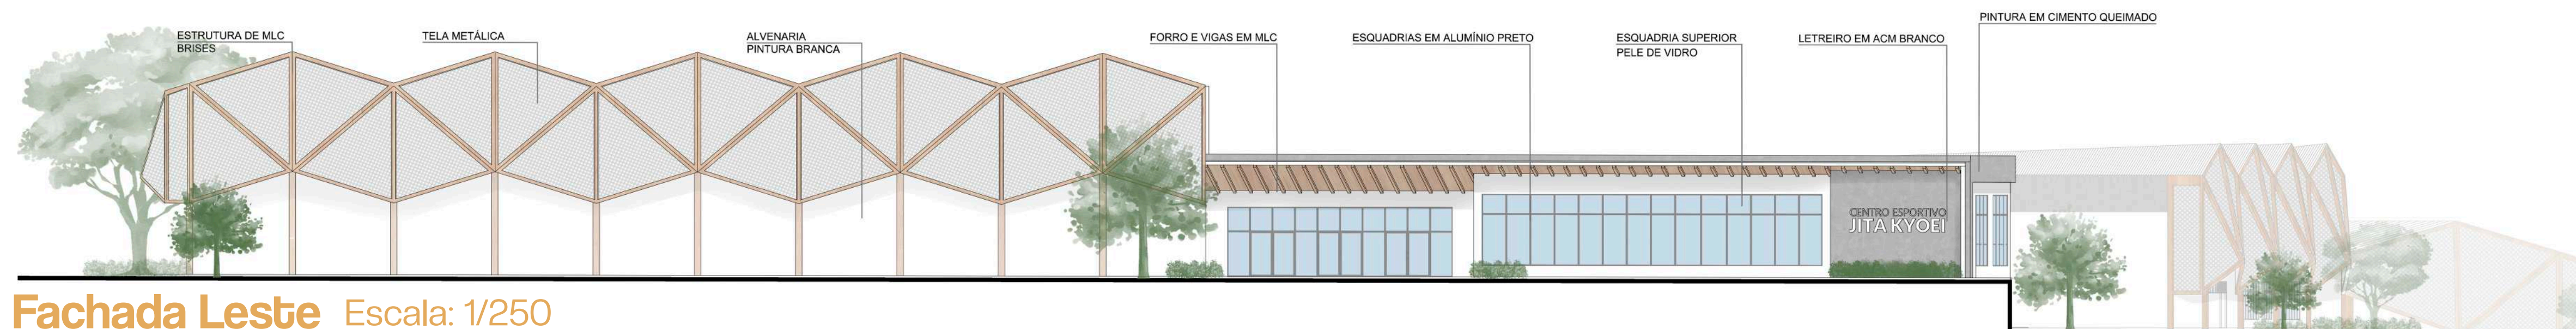 PINTURA EM CIMENTO QUEIMADO
ESTRUTURA DE MLC
BRISES
TELA METÁLICA
ALVENARIA
PINTURA BRANCA
FORRO E VIGAS EM MLC
ESQUADRIAS EM ALUMÍNIO PRETO
ESQUADRIA SUPERIOR
PELE DE VIDRO
LETREIRO EM ACM BRANCO
CENTRO ESPORTIVO
JITA KYOEI
Fachada Leste Escala: 1/250